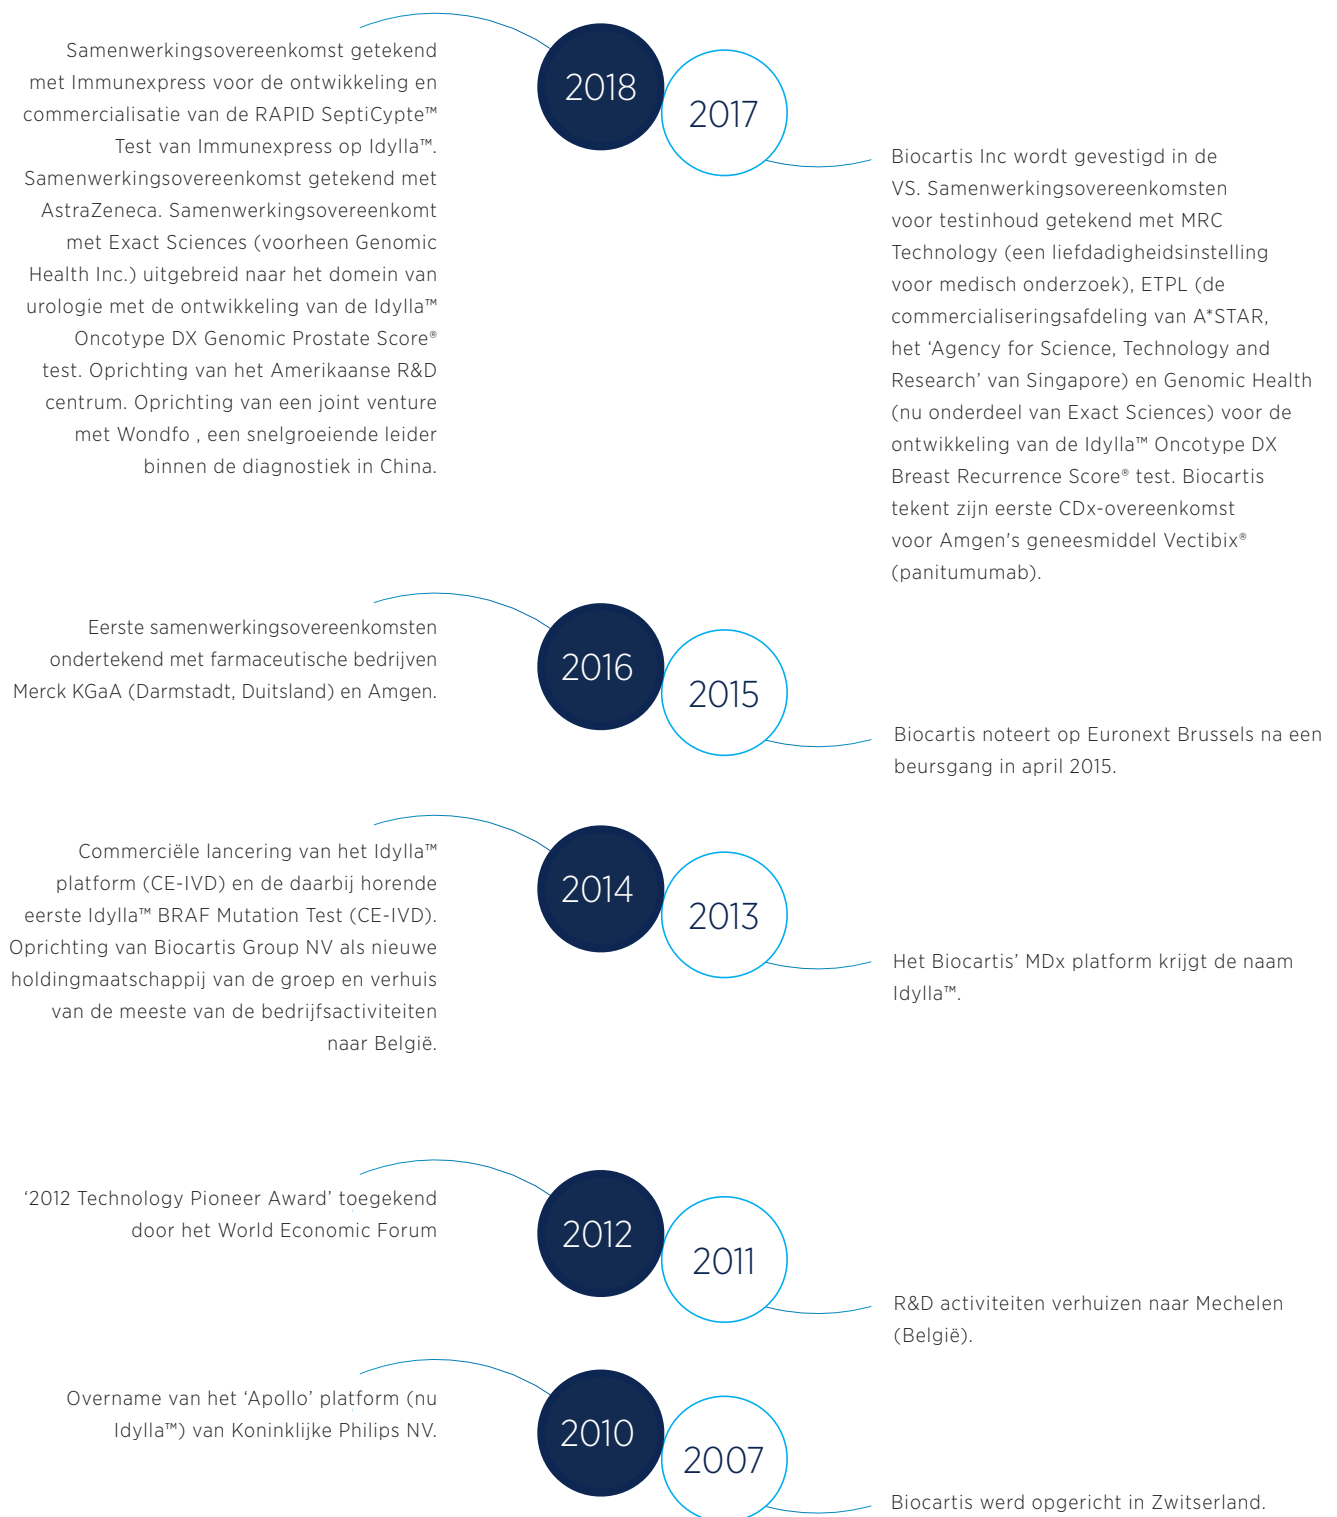 2018
Samenwerkingsovereenkomst getekend
met Immunexpress voor de ontwikkeling en
commercialisatie van de RAPID SeptiCypte™
Test van Immunexpress op Idylla™.
Samenwerkingsovereenkomst getekend met
AstraZeneca. Samenwerkingsovereenkomt
met Exact Sciences (voorheen Genomic
Health Inc.) uitgebreid naar het domein van
urologie met de ontwikkeling van de Idylla™
Oncotype DX Genomic Prostate Score®
test. Oprichting van het Amerikaanse R&D
centrum. Oprichting van een joint venture
met Wondfo , een snelgroeiende leider
binnen de diagnostiek in China.
2017
Biocartis Inc wordt gevestigd in de
VS. Samenwerkingsovereenkomsten
voor testinhoud getekend met MRC
Technology (een liefdadigheidsinstelling
voor medisch onderzoek), ETPL (de
commercialiseringsafdeling van A*STAR,
het ‘Agency for Science, Technology and
Research’ van Singapore) en Genomic Health
(nu onderdeel van Exact Sciences) voor de
ontwikkeling van de Idylla™ Oncotype DX
Breast Recurrence Score® test. Biocartis
tekent zijn eerste CDx-overeenkomst
voor Amgen's geneesmiddel Vectibix®
(panitumumab).
2016
Eerste samenwerkingsovereenkomsten
ondertekend met farmaceutische bedrijven
Merck KGaA (Darmstadt, Duitsland) en Amgen.
2015
Biocartis noteert op Euronext Brussels na een
beursgang in april 2015.
2014
Commerciële lancering van het Idylla™
platform (CE-IVD) en de daarbij horende
eerste Idylla™ BRAF Mutation Test (CE-IVD).
Oprichting van Biocartis Group NV als nieuwe
holdingmaatschappij van de groep en verhuis
van de meeste van de bedrijfsactiviteiten
naar België.
2013
Het Biocartis’ MDx platform krijgt de naam
Idylla™.
2012
‘2012 Technology Pioneer Award’ toegekend
door het World Economic Forum
2011
R&D activiteiten verhuizen naar Mechelen
(België).
2010
Overname van het ‘Apollo’ platform (nu
Idylla™) van Koninklijke Philips NV.
2007
Biocartis werd opgericht in Zwitserland.